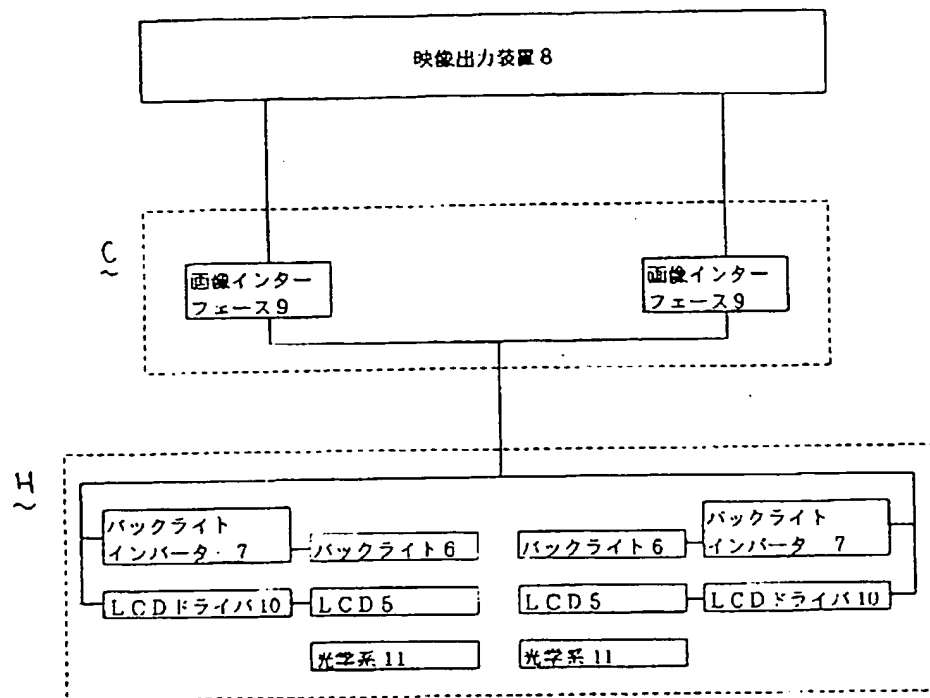 映像出力装置8
C
画像インター
フェース9
画像インター
フェース9
H
バックライト
インバータ 7
バックライト6
バックライト6
バックライト
インバータ 7
LCDドライバ10
LCD5
LCD5
LCDドライバ10
光学系11
光学系11